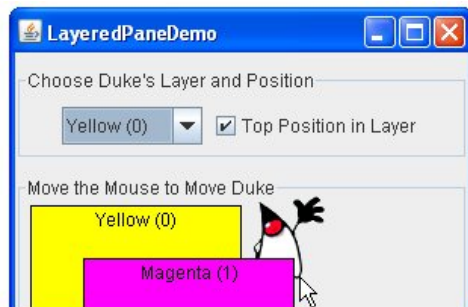 LayeredPaneDemo
Choose Duke's Layer and Position
Yellow (0)
Top Position in Layer
Move the Mouse to Move Duke
Yellow (0)
Magenta (1)